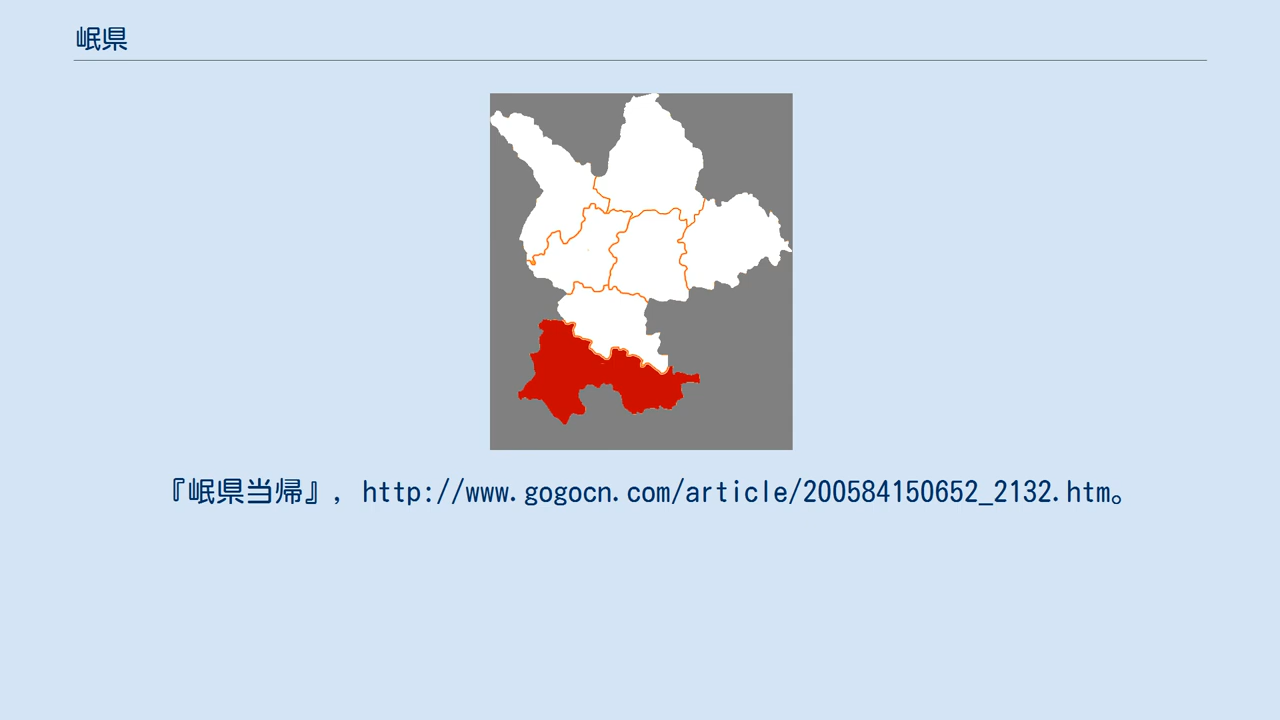 岷県
『岷県当帰』, http://www.gogocn.com/article/200584150652_2132.htm。